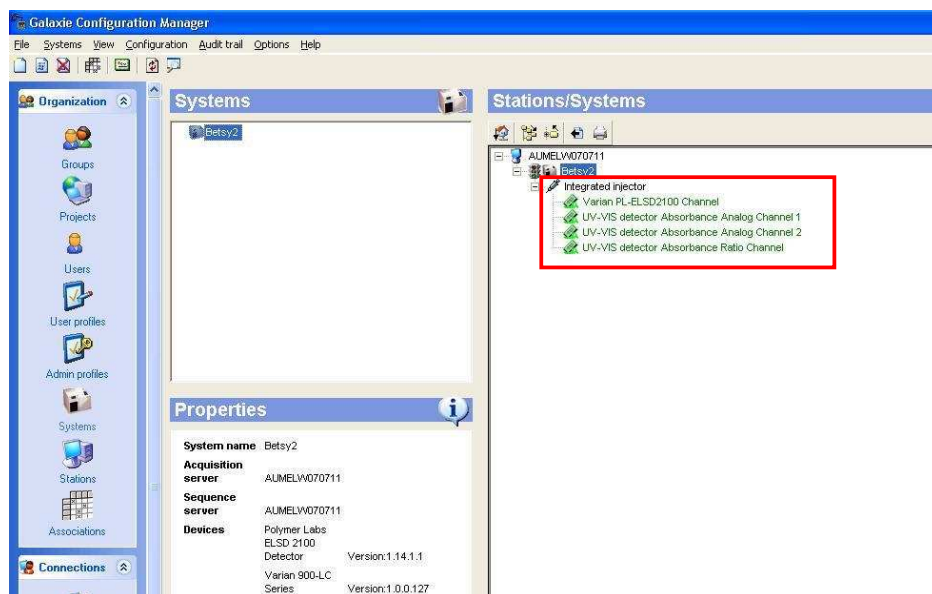 Galaxie Configuration Manager
File Systems View Configuration Audit trail Options Help
Organization
Groups
Projects
Users
User profiles
Admin profiles
Systems
Stations
Associations
Connections
Systems
Betsy2
Properties
System name Betsy2
Acquisition
server AUMELW070711
Sequence
server AUMELW070711
Devices Polymer Labs
ELSD 2100
Detector Version:1.14.1.1
Varian 900-LC
Series Version:1.0.0.127
Stations/Systems
AUMELW070711
Betsy2
Integrated injector
Varian PL-ELSD2100 Channel
UV-VIS detector Absorbance Analog Channel 1
UV-VIS detector Absorbance Analog Channel 2
UV-VIS detector Absorbance Ratio Channel